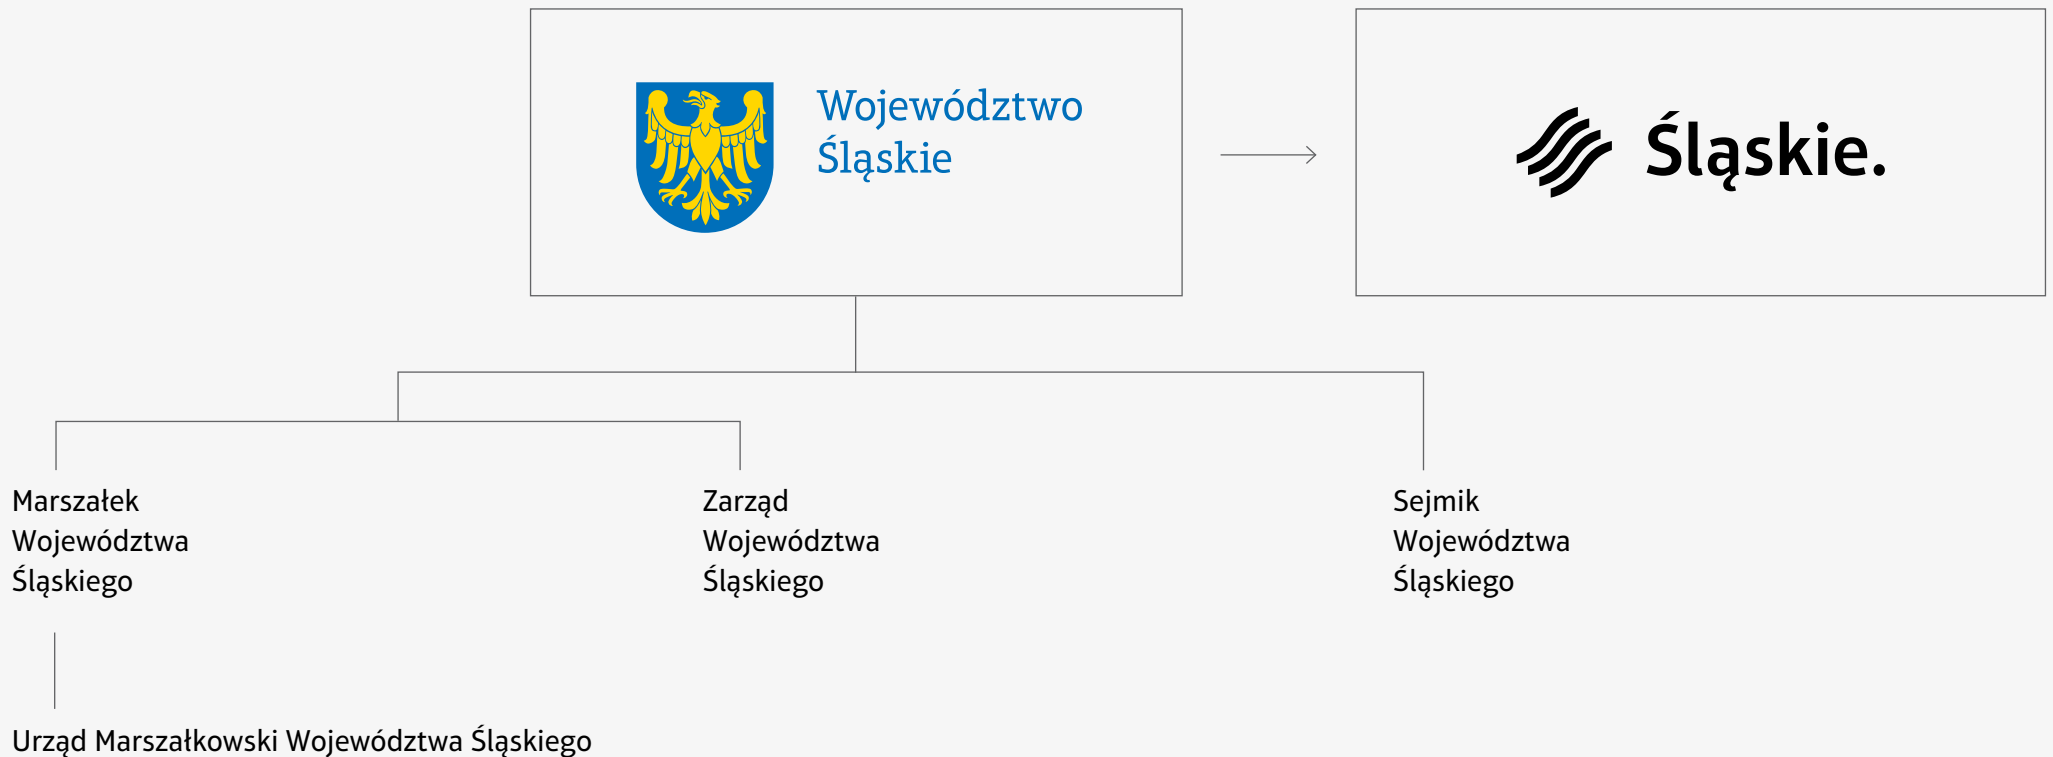 Województwo
Śląskie
Śląskie.
Marszałek
Województwa
Śląskiego
Zarząd
Województwa
Śląskiego
Sejmik
Województwa
Śląskiego
Urząd Marszałkowski Województwa Śląskiego